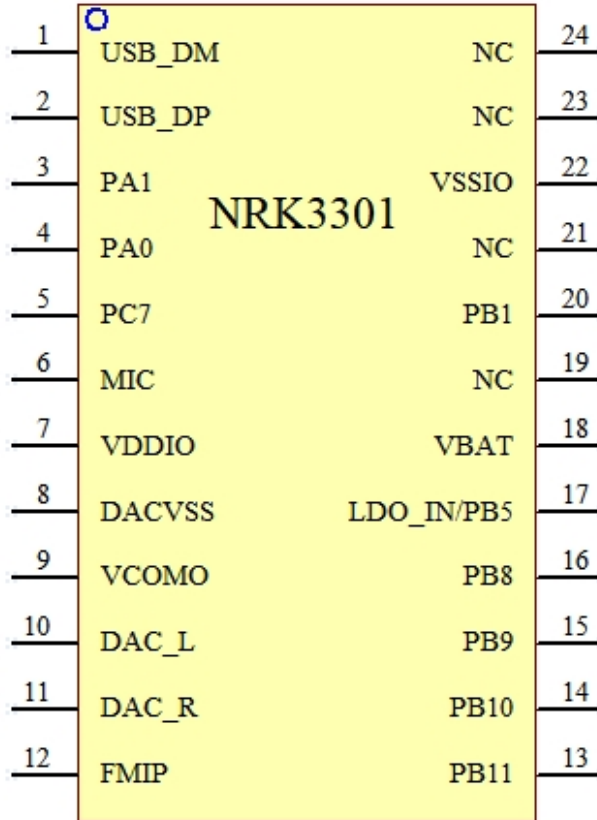 1 USB_DM NC 24
2 USB_DP NC 23
3 PA1 VSSIO 22
NRK3301
4 PA0 NC 21
5 PC7 PB1 20
6 MIC NC 19
7 VDDIO VBAT 18
8 DACVSS LDO_IN/PB5 17
9 VCOMO PB8 16
10 DAC_L PB9 15
11 DAC_R PB10 14
12 FMIP PB11 13